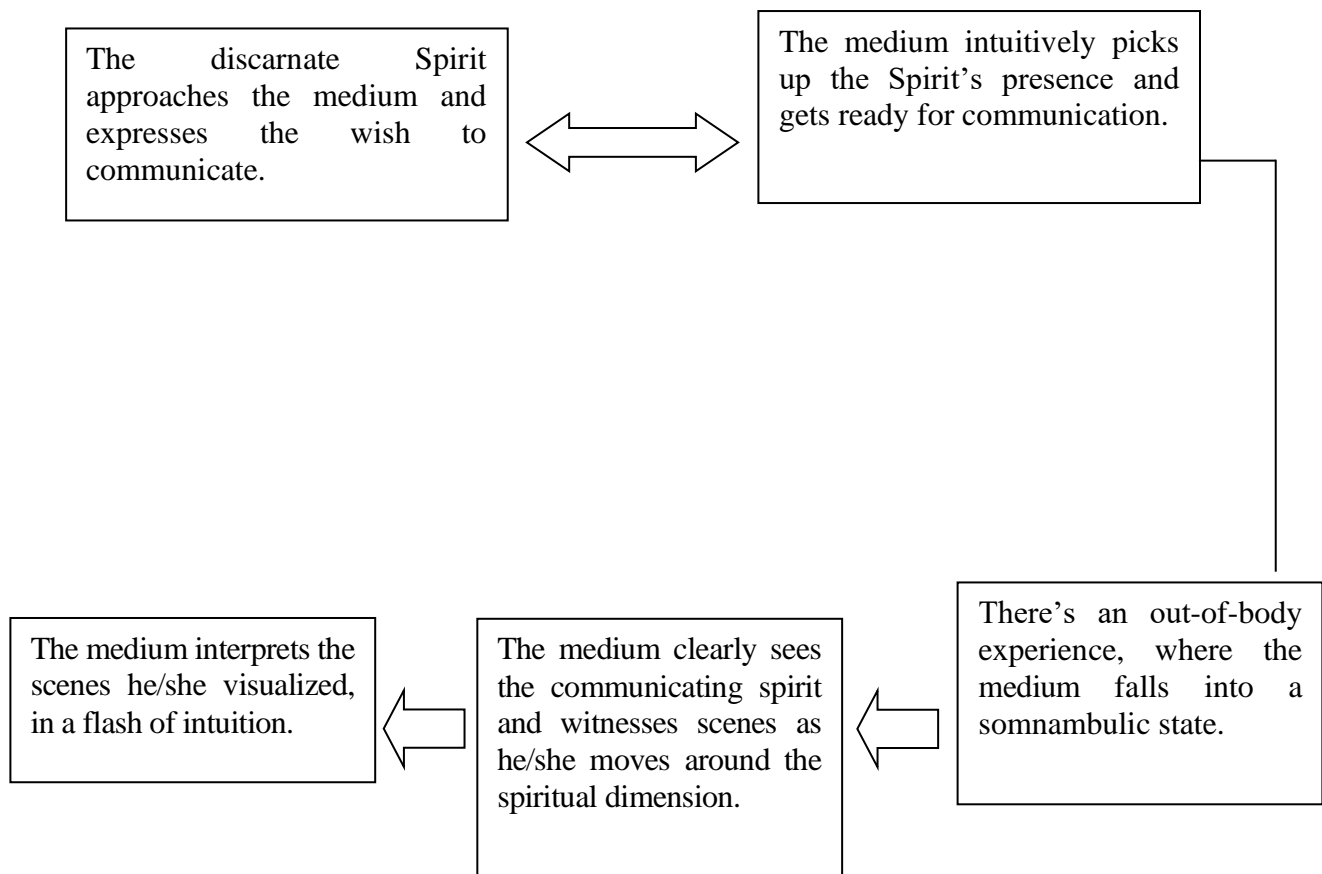 The discarnate Spirit
approaches the medium and
expresses the wish to
communicate.
The medium intuitively picks
up the Spirit’s presence and
gets ready for communication.
There’s an out-of-body
experience, where the
medium falls into a
somnambulic state.
The medium clearly sees
the communicating spirit
and witnesses scenes as
he/she moves around the
spiritual dimension.
The medium interprets the
scenes he/she visualized,
in a flash of intuition.